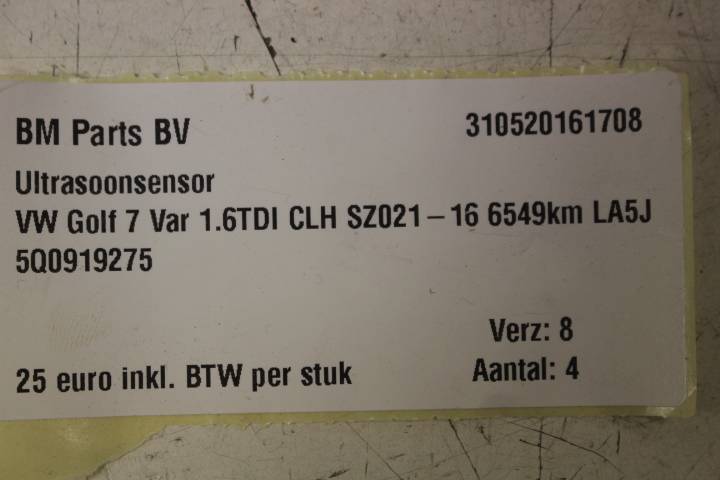 BM Parts BV 310520161708
Ultrasoonsensor
VW Golf 7 Var 1.6TDI CLH SZ021-16 6549km LA5J
5Q0919275
Verz: 8
25 euro inkl. BTW per stuk Aantal: 4